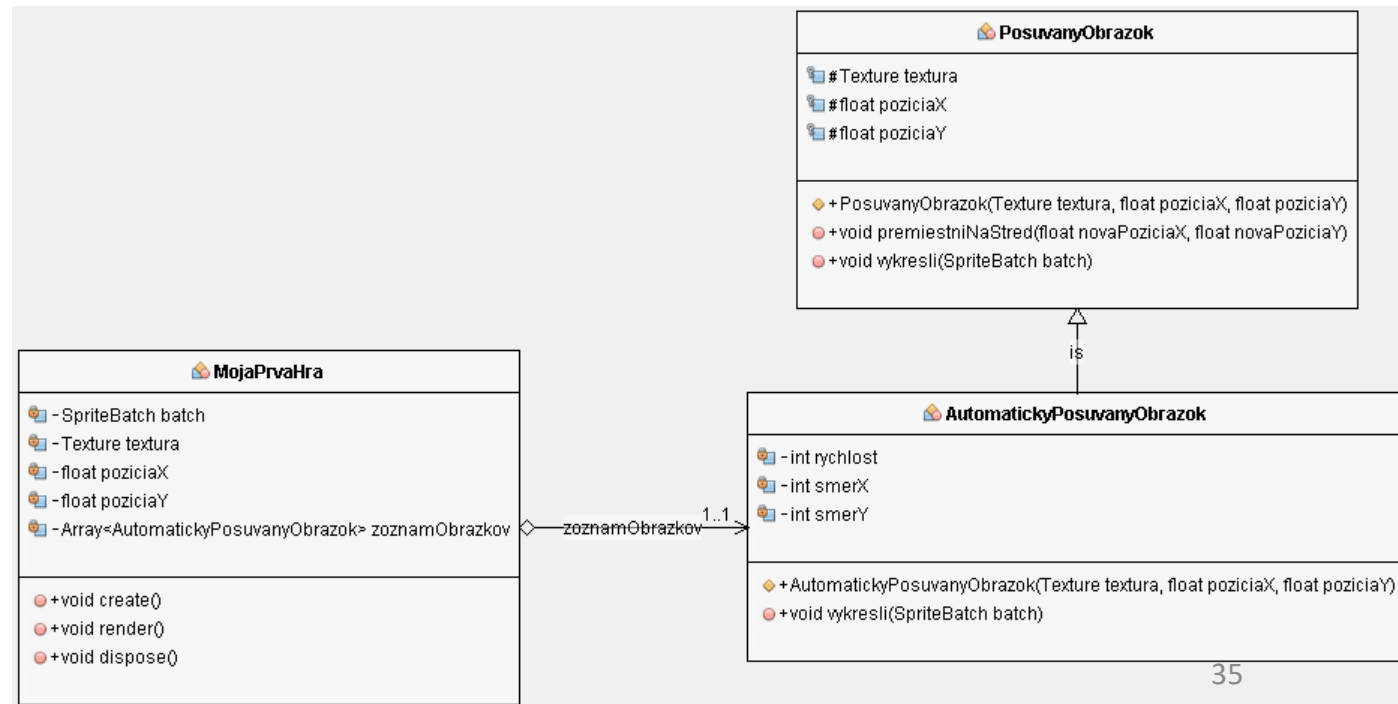 PosuvanyObrazok
#Texture textura
#float poziciaX
#float poziciaY
+PosuvanyObrazok(Texture textura, float poziciaX, float poziciaY)
+void premiestniNaStred(float novaPoziciaX, float novaPoziciaY)
+void vykresli(SpriteBatch batch)
is
MojaPrvaHra
-SpriteBatch batch
-Texture textura
-float poziciaX
-float poziciaY
-Array<AutomatickyPosuvanyObrazok> zoznamObrazkov
+void create()
+void render()
+void dispose()
zoznamObrazkov
1..1
AutomatickyPosuvanyObrazok
-int rychlost
-int smerX
-int smerY
+AutomatickyPosuvanyObrazok(Texture textura, float poziciaX, float poziciaY)
+void vykresli(SpriteBatch batch)
35